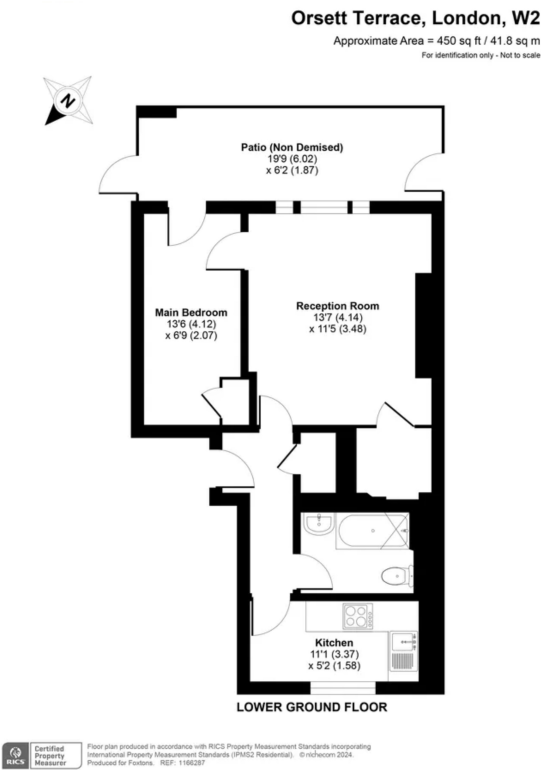 Orsett Terrace, London, W2
Approximate Area = 450 sq ft / 41.8 sq m
For identification only - Not to scale
N
Patio (Non Demised)
19'9 (6.02)
x 6'2 (1.87)
Main Bedroom
13'6 (4.12)
x 6'9 (2.07)
Reception Room
13'7 (4.14)
x 11'5 (3.48)
Kitchen
11'1 (3.37)
x 5'2 (1.58)
LOWER GROUND FLOOR
RICS
Certified
Property
Measurer
Floor plan produced in accordance with RICS Property Measurement Standards incorporating
International Property Measurement Standards (IPMS2 Residential). © nichecom 2024.
Produced for Foxtons. REF: 1166287